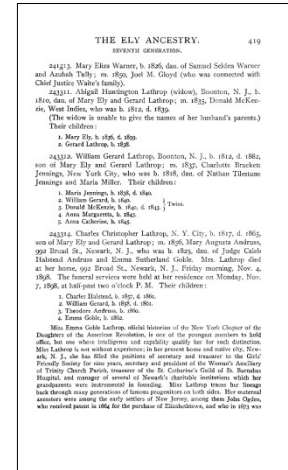 THE ELY ANCESTRY. 419
SEVENTH GENERATION.
241213. Mary Eliza Warner, b. 1826, dau. of Samuel Selden Warner
and Azubah Tully; m. 1850, Joel M. Gloyd (who was connected with
Chief Justice Waite's family).
243311. Abigail Huntington Lathrop (widow), Boonton, N. J., b.
1810, dau. of Mary Ely and Gerard Lathrop; m. 1835, Donald McKen-
zie, West Indies, who was b. 1812, d. 1839.
(The widow is unable to give the names of her husband's parents.)
Their children:
1. Mary Ely, b. 1836, d. 1859.
2. Gerard Lathrop, b. 1838.
243312. William Gerard Lathrop, Boonton, N. J., b. 1812, d. 1882,
son of Mary Ely and Gerard Lathrop; m. 1837, Charlotte Brackett
Jennings, New York City, who was b. 1818, dau. of Nathan Tilestone
Jennings and Maria Miller. Their children:
1. Maria Jennings, b. 1838, d. 1840.
2. William Gerard, b. 1840.
3. Donald McKenzie, b. 1840, d. 1843. } Twins.
4. Anna Margaretta, b. 1843.
5. Anna Catherine, b. 1845.
243314. Charles Christopher Lathrop, N. Y. City, b. 1817, d. 1865,
son of Mary Ely and Gerard Lathrop; m. 1856, Mary Augusta Andruss,
992 Broad St., Newark, N. J., who was b. 1825, dau. of Judge Caleb
Halstead Andruss and Emma Sutherland Goble. Mrs. Lathrop died
at her home, 992 Broad St., Newark, N. J., Friday morning, Nov. 4,
1898. The funeral services were held at her residence on Monday, Nov.
7, 1898, at half-past two o'clock P. M. Their children:
1. Charles Halstead, b. 1857, d. 1861.
2. William Gerard, b. 1858, d. 1861.
3. Theodore Andruss, b. 1860.
4. Emma Goble, b. 1862.
Miss Emma Goble Lathrop, official historian of the New York Chapter of the
Daughters of the American Revolution, is one of the youngest members to hold
office, but one whose intelligence and capability qualify her for such distinction.
Miss Lathrop is not without experience; in her present home and native city, New-
ark, N. J., she has filled the positions of secretary and treasurer to the Girls'
Friendly Society for nine years, secretary and president of the Woman's Auxiliary
of Trinity Church Parish, treasurer of the St. Catherine's Guild of St. Barnabas
Hospital, and manager of several of Newark's charitable institutions which her
grandparents were instrumental in founding. Miss Lathrop traces her lineage
back through many generations of famous progenitors on both sides. Her maternal
ancestors were among the early settlers of New Jersey, among them John Ogden,
who received patent in 1664 for the purchase of Elizabethtown, and who in 1673 was